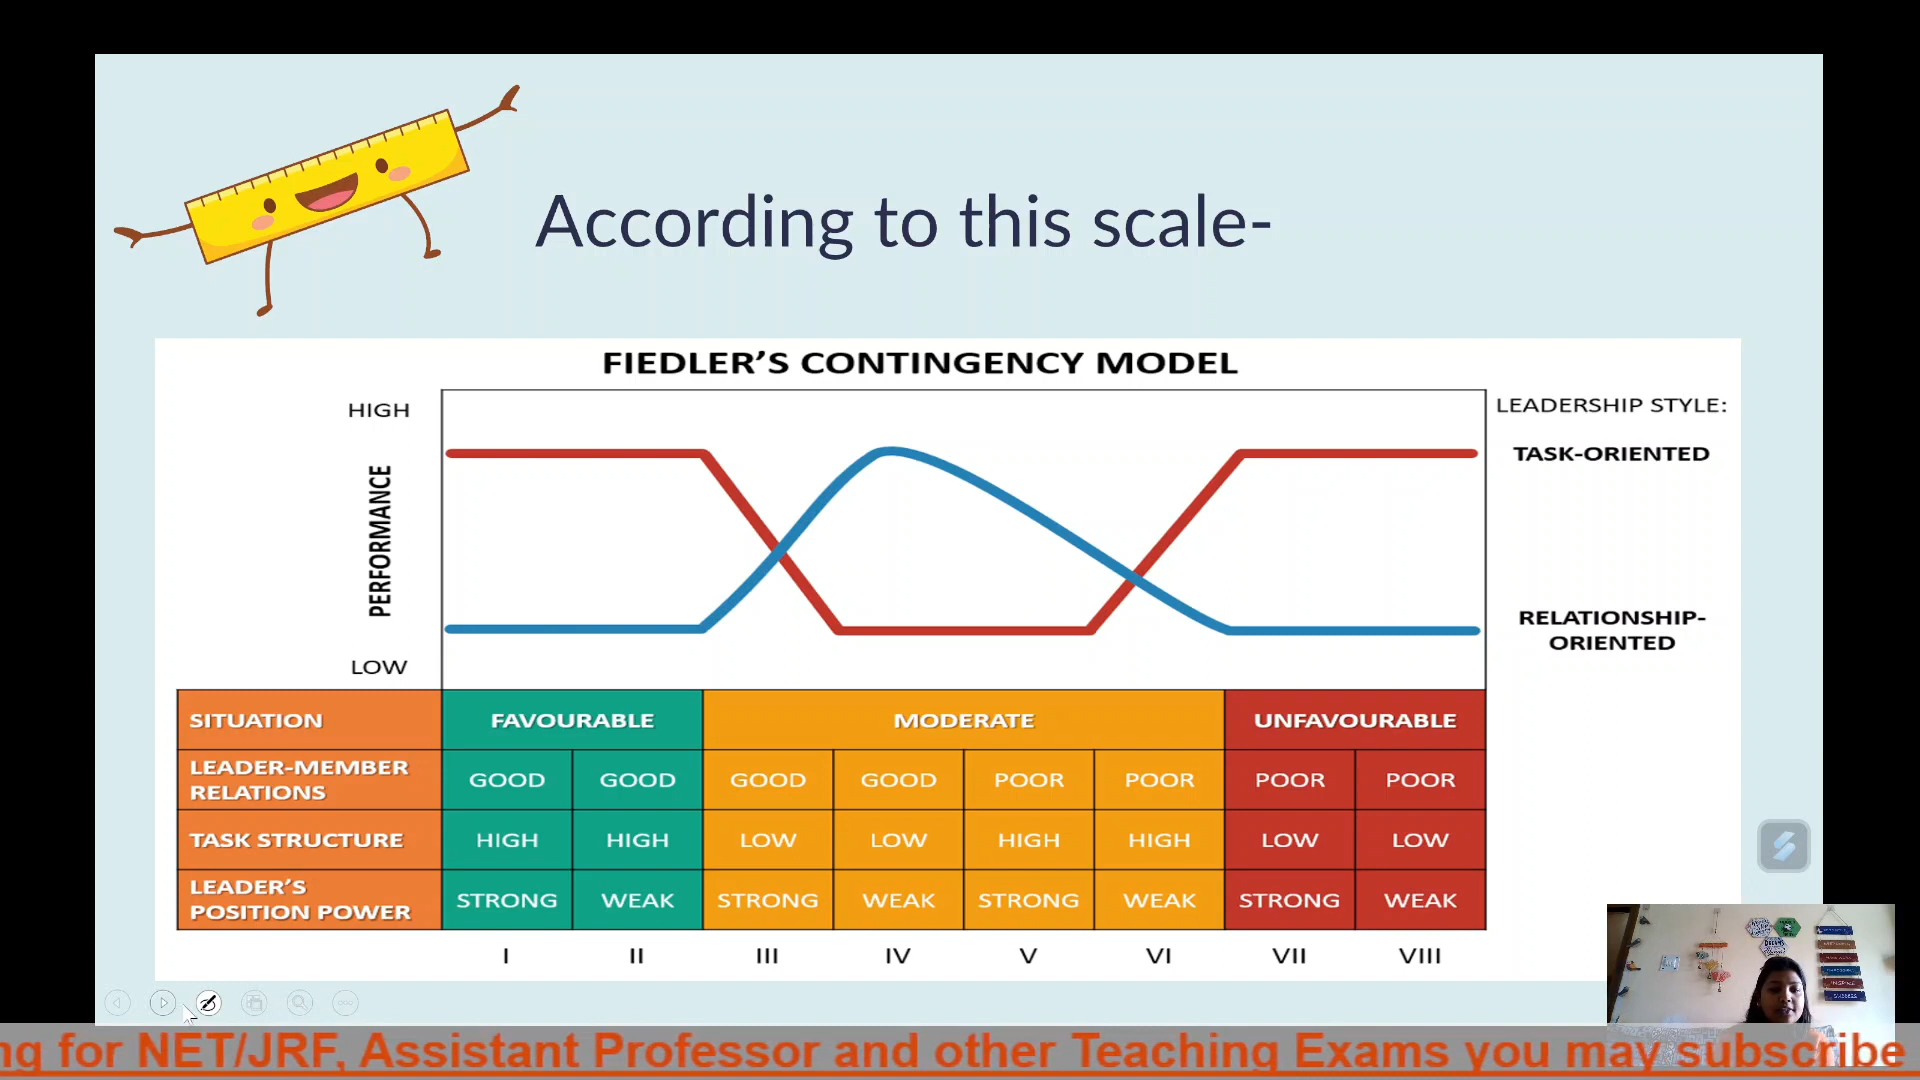 According to this scale-
FIEDLER’S CONTINGENCY MODEL
HIGH
PERFORMANCE
LOW
LEADERSHIP STYLE:
TASK-ORIENTED
RELATIONSHIP-
ORIENTED
SITUATION FAVOURABLE MODERATE UNFAVOURABLE
LEADER-MEMBER
RELATIONS GOOD GOOD GOOD GOOD POOR POOR POOR POOR
TASK STRUCTURE HIGH HIGH LOW LOW HIGH HIGH LOW LOW
LEADER’S
POSITION POWER STRONG WEAK STRONG WEAK STRONG WEAK STRONG WEAK
I II III IV V VI VII VIII
DREAMS
INSPIRE
ng for NET/JRF, Assistant Professor and other Teaching Exams you may subscribe